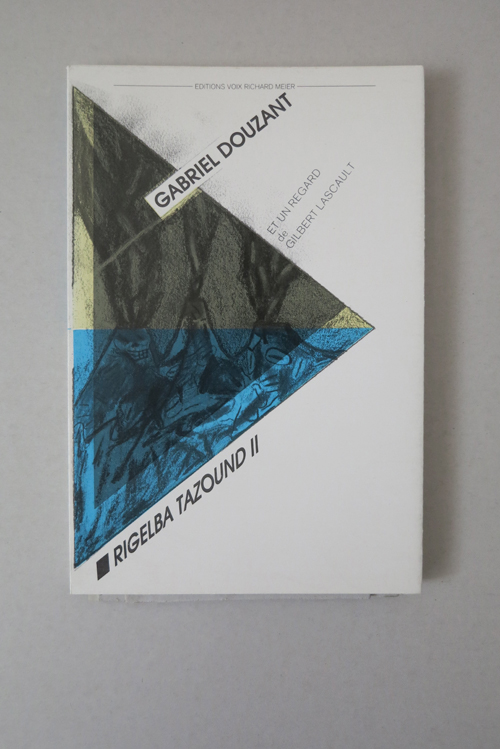 EDITIONS VOIX RICHARD MEIER
GABRIEL DOUZANT
ET UN REGARD
de
GILBERT LASCAULT
RIGELBA TAZOUND II